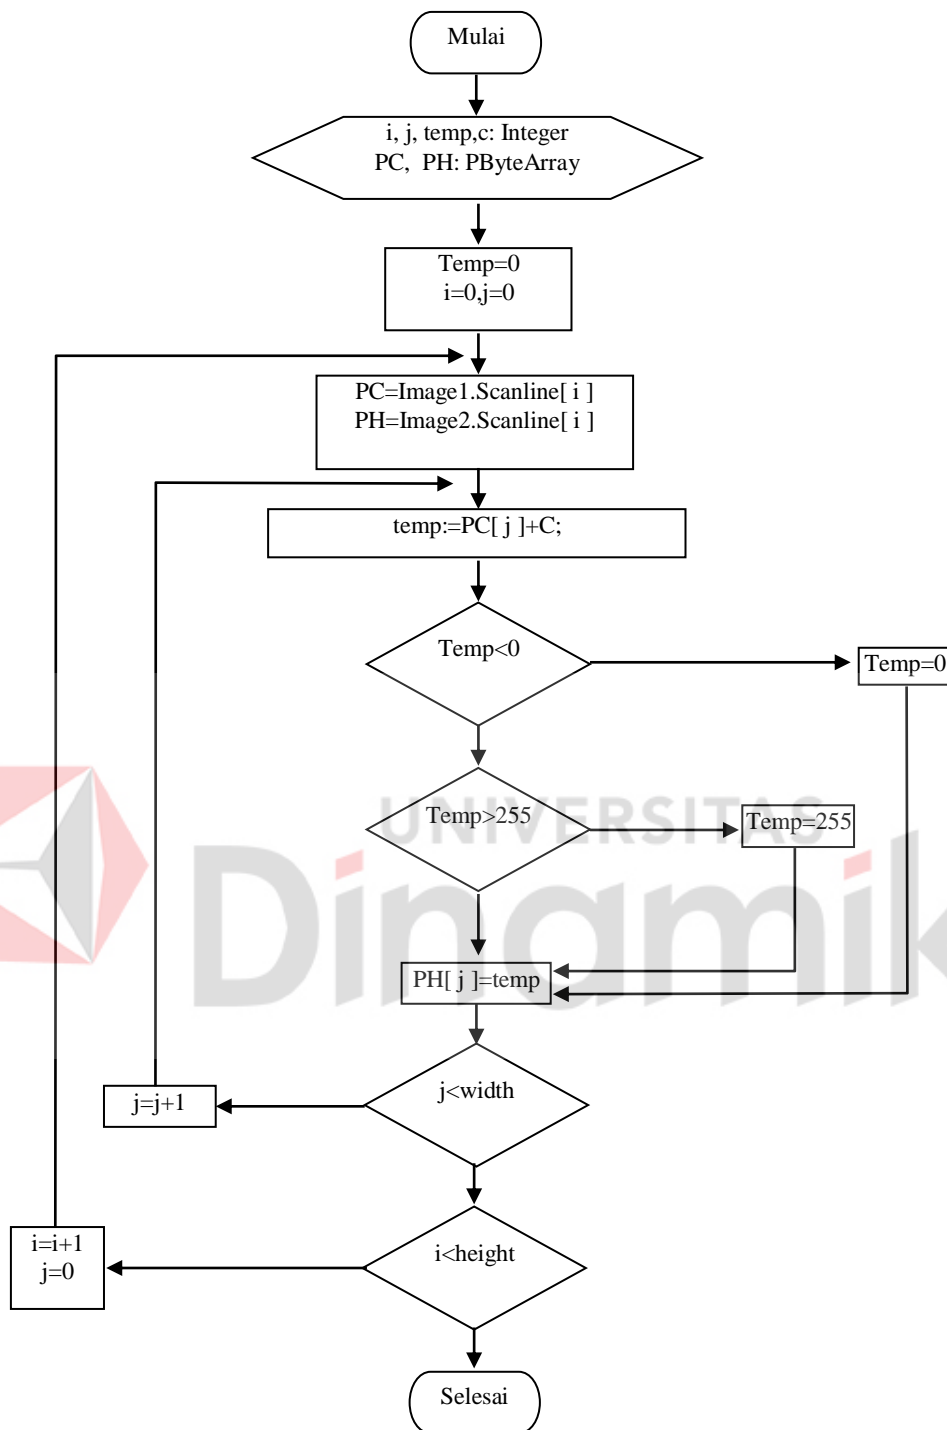 Mulai
i, j, temp,c: Integer
PC, PH: PByteArray
Temp=0
i=0,j=0
PC=Image1.Scanline[ i ]
PH=Image2.Scanline[ i ]
temp:=PC[ j ]+C;
Temp<0
Temp=0
UNIVERSITAS
Temp>255
Temp=255
Dinamik
PH[ j ]=temp
j<width
j=j+1
i<height
i=i+1
j=0
Selesai